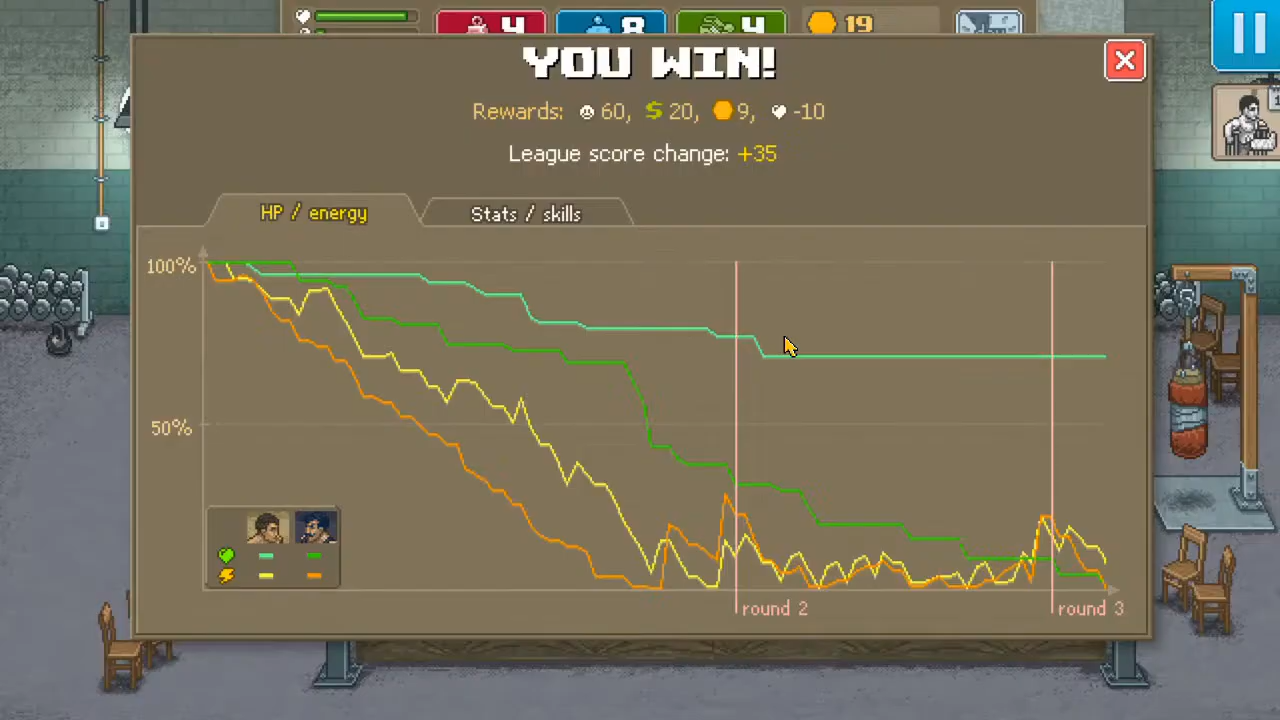 4 8 4 19
YOU WIN!
Rewards: 60, $ 20, 9, -10
League score change: +35
HP / energy Stats / skills
100%
50%
round 2 round 3